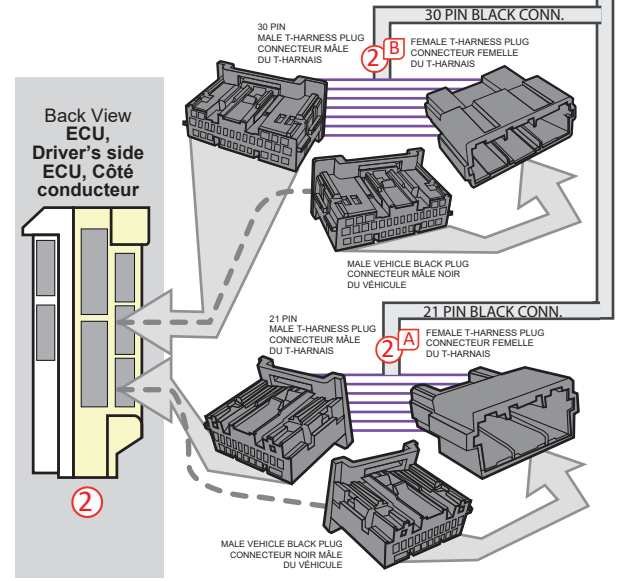 30 PIN BLACK CONN.
30 PIN
MALE T-HARNESS PLUG
CONNECTEUR MÂLE
DU T-HARNAIS
2
B
FEMALE T-HARNESS PLUG
CONNECTEUR FEMELLE
DU T-HARNAIS
Back View
ECU,
Driver's side
ECU, Côté
conducteur
MALE VEHICLE BLACK PLUG
CONNECTEUR MÂLE NOIR
DU VÉHICULE
21 PIN BLACK CONN.
21 PIN
MALE T-HARNESS PLUG
CONNECTEUR MÂLE
DU T-HARNAIS
2
A
FEMALE T-HARNESS PLUG
CONNECTEUR FEMELLE
DU T-HARNAIS
2
MALE VEHICLE BLACK PLUG
CONNECTEUR NOIR MÂLE
DU VÉHICULE